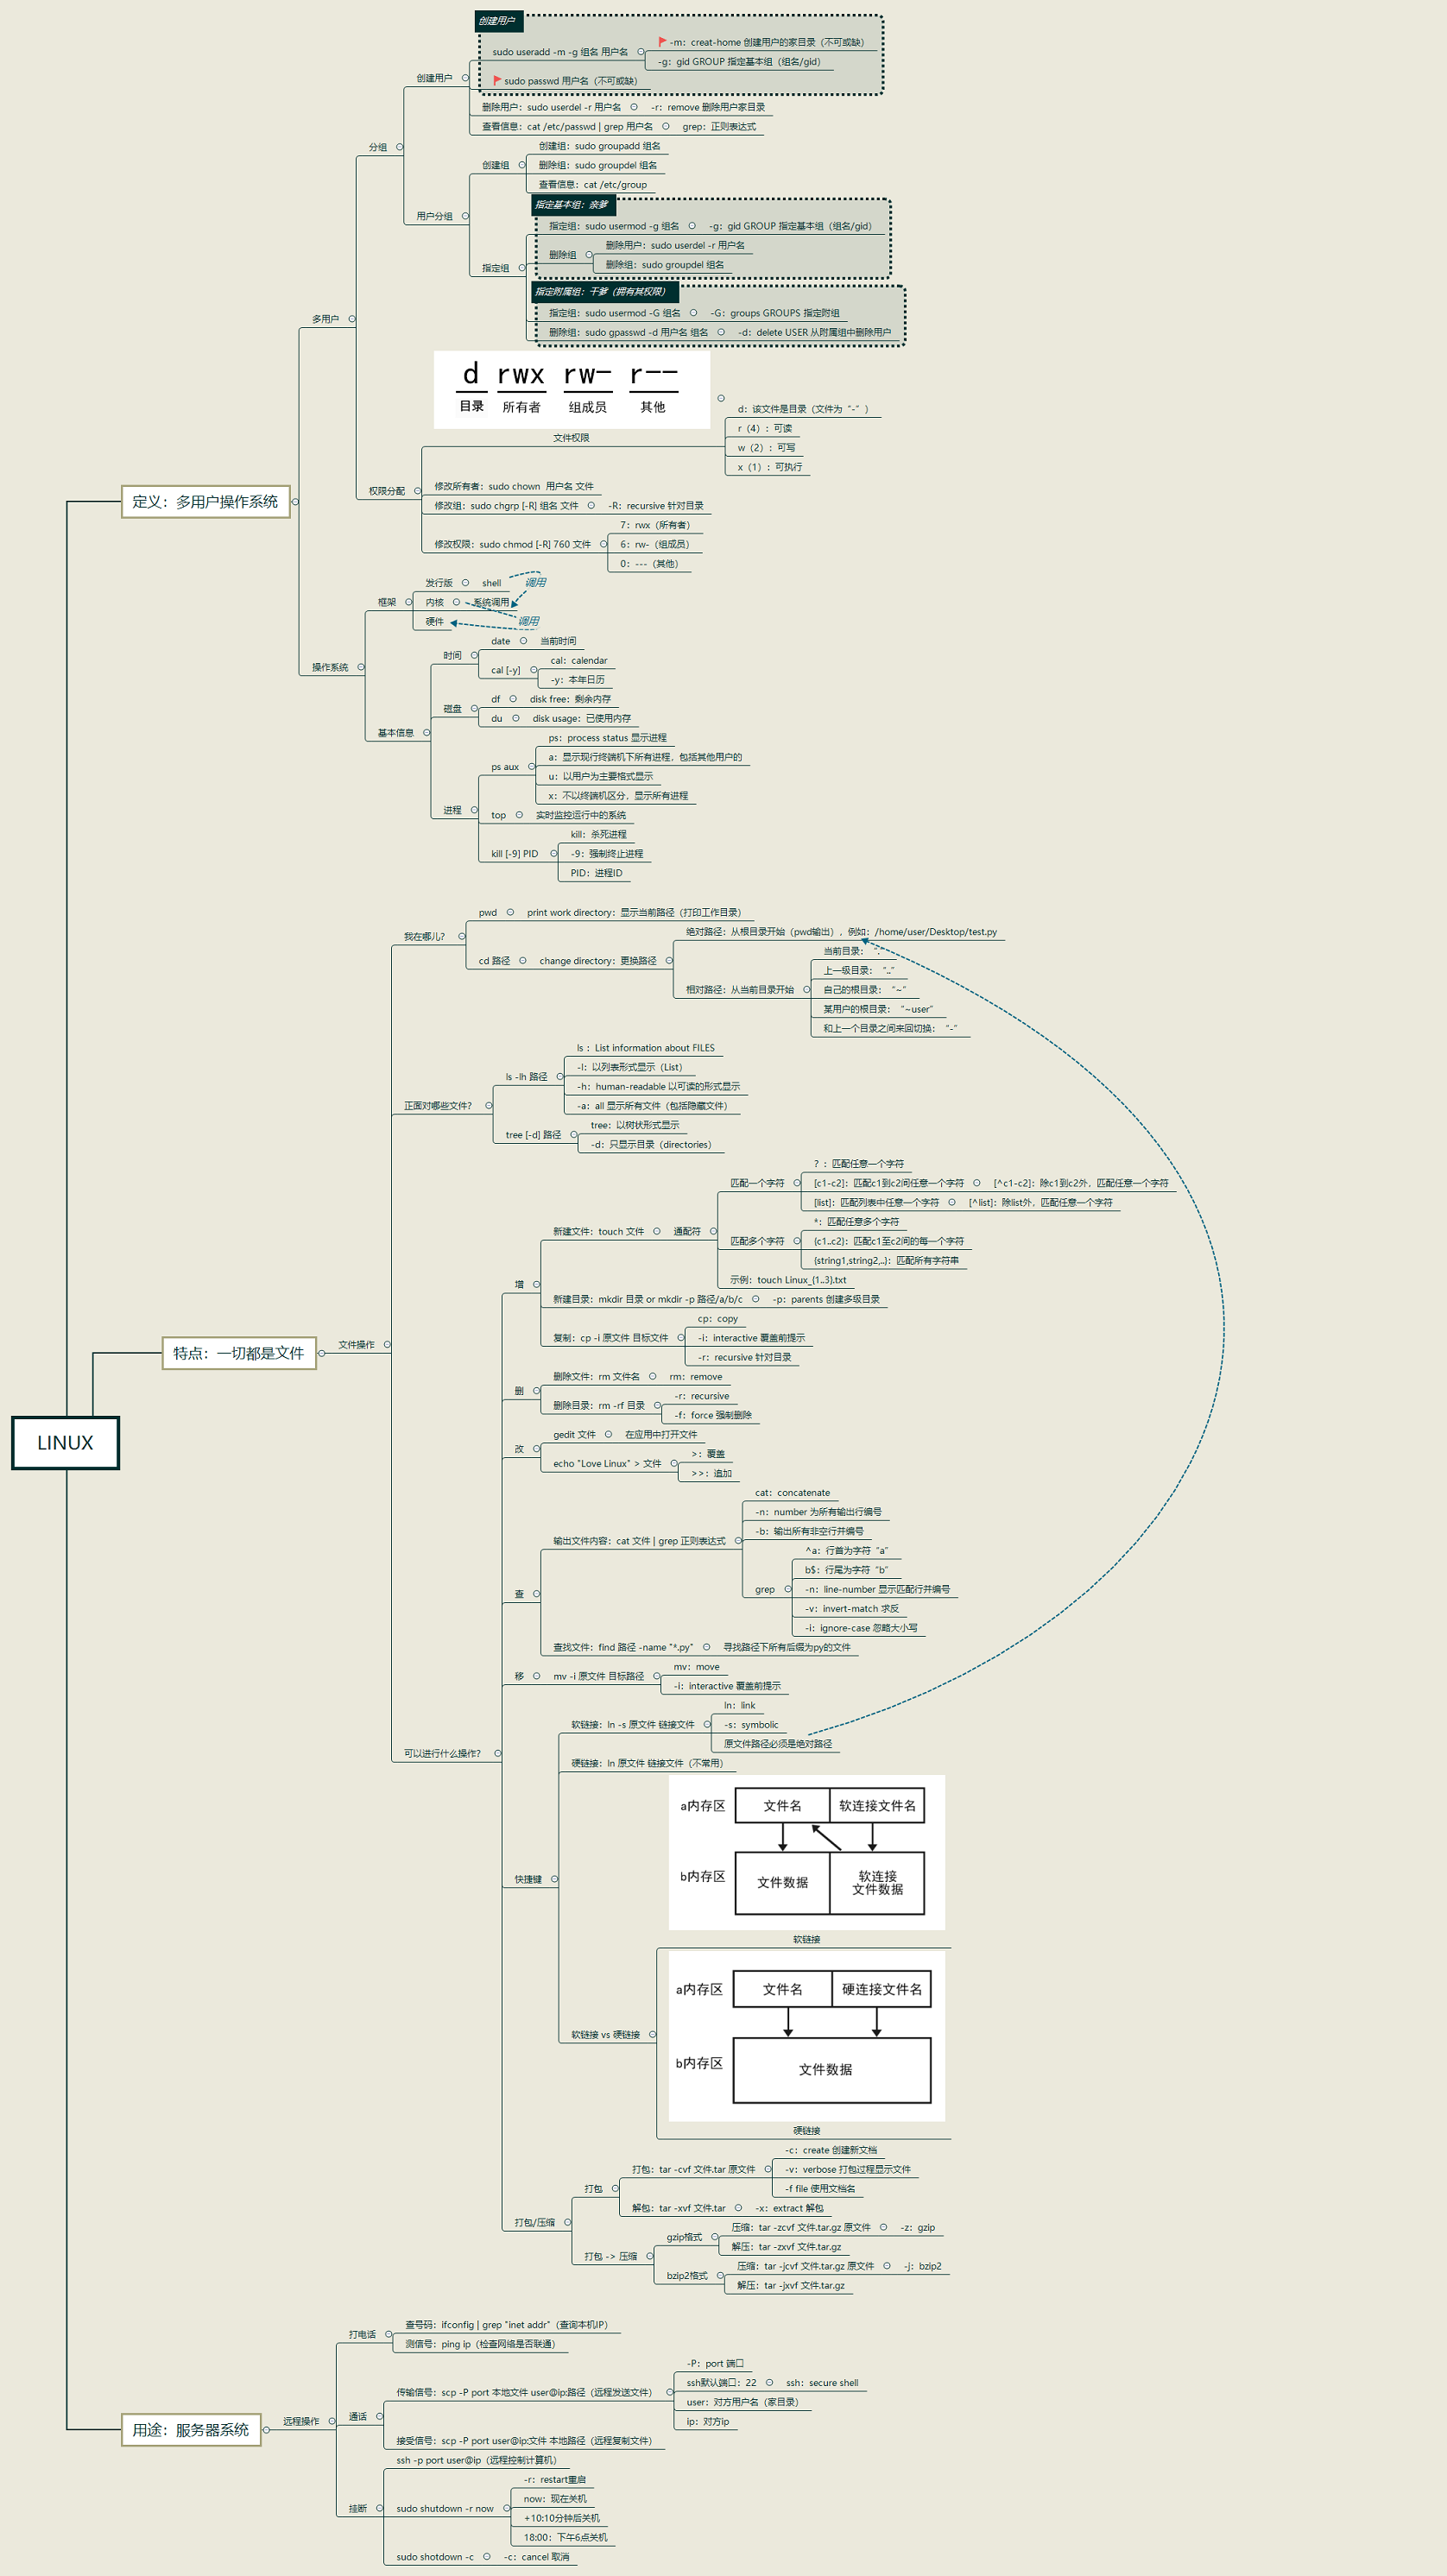 创建用户
sudo useradd -m -g 组名 用户名
-m：creat-home 创建用户的家目录（不可或缺）
-g：gid GROUP 指定基本组（组名/gid）
sudo passwd 用户名（不可或缺）
创建用户
删除用户：sudo userdel -r 用户名
-r：remove 删除用户家目录
查看信息：cat /etc/passwd | grep 用户名
grep：正则表达式
分组
创建组
创建组：sudo groupadd 组名
删除组：sudo groupdel 组名
查看信息：cat /etc/group
用户分组
指定组
指定基本组：亲爹
指定组：sudo usermod -g 组名
-g：gid GROUP 指定基本组（组名/gid）
删除组
删除用户：sudo userdel -r 用户名
删除组：sudo groupdel 组名
指定附属组：干爹（拥有其权限）
指定组：sudo usermod -G 组名
-G：groups GROUPS 指定附组
删除组：sudo gpasswd -d 用户名 组名
-d：delete USER 从附属组中删除用户
多用户
d rwx rw— r——
目录 所有者 组成员 其他
文件权限
d：该文件是目录（文件为“-”）
r（4）：可读
w（2）：可写
x（1）：可执行
权限分配
修改所有者：sudo chown  用户名 文件
修改组：sudo chgrp [-R] 组名 文件
-R：recursive 针对目录
修改权限：sudo chmod [-R] 760 文件
7：rwx（所有者）
6：rw-（组成员）
0：---（其他）
定义：多用户操作系统
操作系统
框架
发行版
shell
调用
内核
系统调用
调用
硬件
基本信息
时间
date
当前时间
cal [-y]
cal：calendar
-y：本年日历
磁盘
df
disk free：剩余内存
du
disk usage：已使用内存
进程
ps aux
ps：process status 显示进程
a：显示现行终端机下所有进程，包括其他用户的
u：以用户为主要格式显示
x：不以终端机区分，显示所有进程
top
实时监控运行中的系统
kill [-9] PID
kill：杀死进程
-9：强制终止进程
PID：进程ID
我在哪儿？
pwd
print work directory：显示当前路径（打印工作目录）
cd 路径
change directory：更换路径
绝对路径：从根目录开始（pwd输出），例如：/home/user/Desktop/test.py
相对路径：从当前目录开始
当前目录：“.”
上一级目录：“..”
自己的根目录：“~”
某用户的根目录：“~user”
和上一个目录之间来回切换：“-”
正面对哪些文件？
ls -lh 路径
ls：List information about FILES
-l：以列表形式显示（List）
-h：human-readable 以可读的形式显示
-a：all 显示所有文件（包括隐藏文件）
tree [-d] 路径
tree：以树状形式显示
-d：只显示目录（directories）
特点：一切都是文件
文件操作
可以进行什么操作？
增
新建文件：touch 文件
通配符
匹配一个字符
?：匹配任意一个字符
[c1-c2]：匹配c1到c2间任意一个字符
[^c1-c2]：除c1到c2外，匹配任意一个字符
[list]：匹配列表中任意一个字符
[^list]：除list外，匹配任意一个字符
匹配多个字符
*：匹配任意多个字符
{c1..c2}：匹配c1至c2间的每一个字符
{string1,string2,..}：匹配所有字符串
示例：touch Linux_{1..3}.txt
新建目录：mkdir 目录 or mkdir -p 路径/a/b/c
-p：parents 创建多级目录
复制：cp -i 原文件 目标文件
cp：copy
-i：interactive 覆盖前提示
-r：recursive 针对目录
删
删除文件：rm 文件名
rm：remove
删除目录：rm -rf 目录
-r：recursive
-f：force 强制删除
改
gedit 文件
在应用中打开文件
echo "Love Linux" > 文件
>：覆盖
>>：追加
查
输出文件内容：cat 文件 | grep 正则表达式
cat：concatenate
-n：number 为所有输出行编号
-b：输出所有非空行并编号
grep
^a：行首为字符“a”
b$：行尾为字符“b”
-n：line-number 显示匹配行并编号
-v：invert-match 求反
-i：ignore-case 忽略大小写
查找文件：find 路径 -name "*.py"
寻找路径下所有后缀为py的文件
移
mv -i 原文件 目标路径
mv：move
-i：interactive 覆盖前提示
LINUX
快捷键
软链接：ln -s 原文件 链接文件
ln：link
-s：symbolic
原文件路径必须是绝对路径
硬链接：ln 原文件 链接文件（不常用）
软链接 vs 硬链接
a内存区 文件名 软连接文件名
b内存区 文件数据 软连接
文件数据
软链接
a内存区 文件名 硬连接文件名
b内存区 文件数据
硬链接
打包/压缩
打包
打包：tar -cvf 文件.tar 原文件
-c：create 创建新文档
-v：verbose 打包过程显示文件
-f file 使用文档名
解包：tar -xvf 文件.tar
-x：extract 解包
打包 -> 压缩
gzip格式
压缩：tar -zcvf 文件.tar.gz 原文件
-z：gzip
解压：tar -zxvf 文件.tar.gz
bzip2格式
压缩：tar -jcvf 文件.tar.gz 原文件
-j：bzip2
解压：tar -jxvf 文件.tar.gz
用途：服务器系统
远程操作
打电话
查号码：ifconfig | grep "inet addr"（查询本机IP）
测信号：ping ip（检查网络是否联通）
通话
传输信号：scp -P port 本地文件 user@ip:路径（远程发送文件）
-P：port 端口
ssh默认端口：22
ssh：secure shell
user：对方用户名（家目录）
ip：对方ip
接受信号：scp -P port user@ip:文件 本地路径（远程复制文件）
挂断
ssh -p port user@ip（远程控制计算机）
sudo shutdown -r now
-r：restart重启
now：现在关机
+10:10分钟后关机
18:00：下午6点关机
sudo shotdown -c
-c：cancel 取消